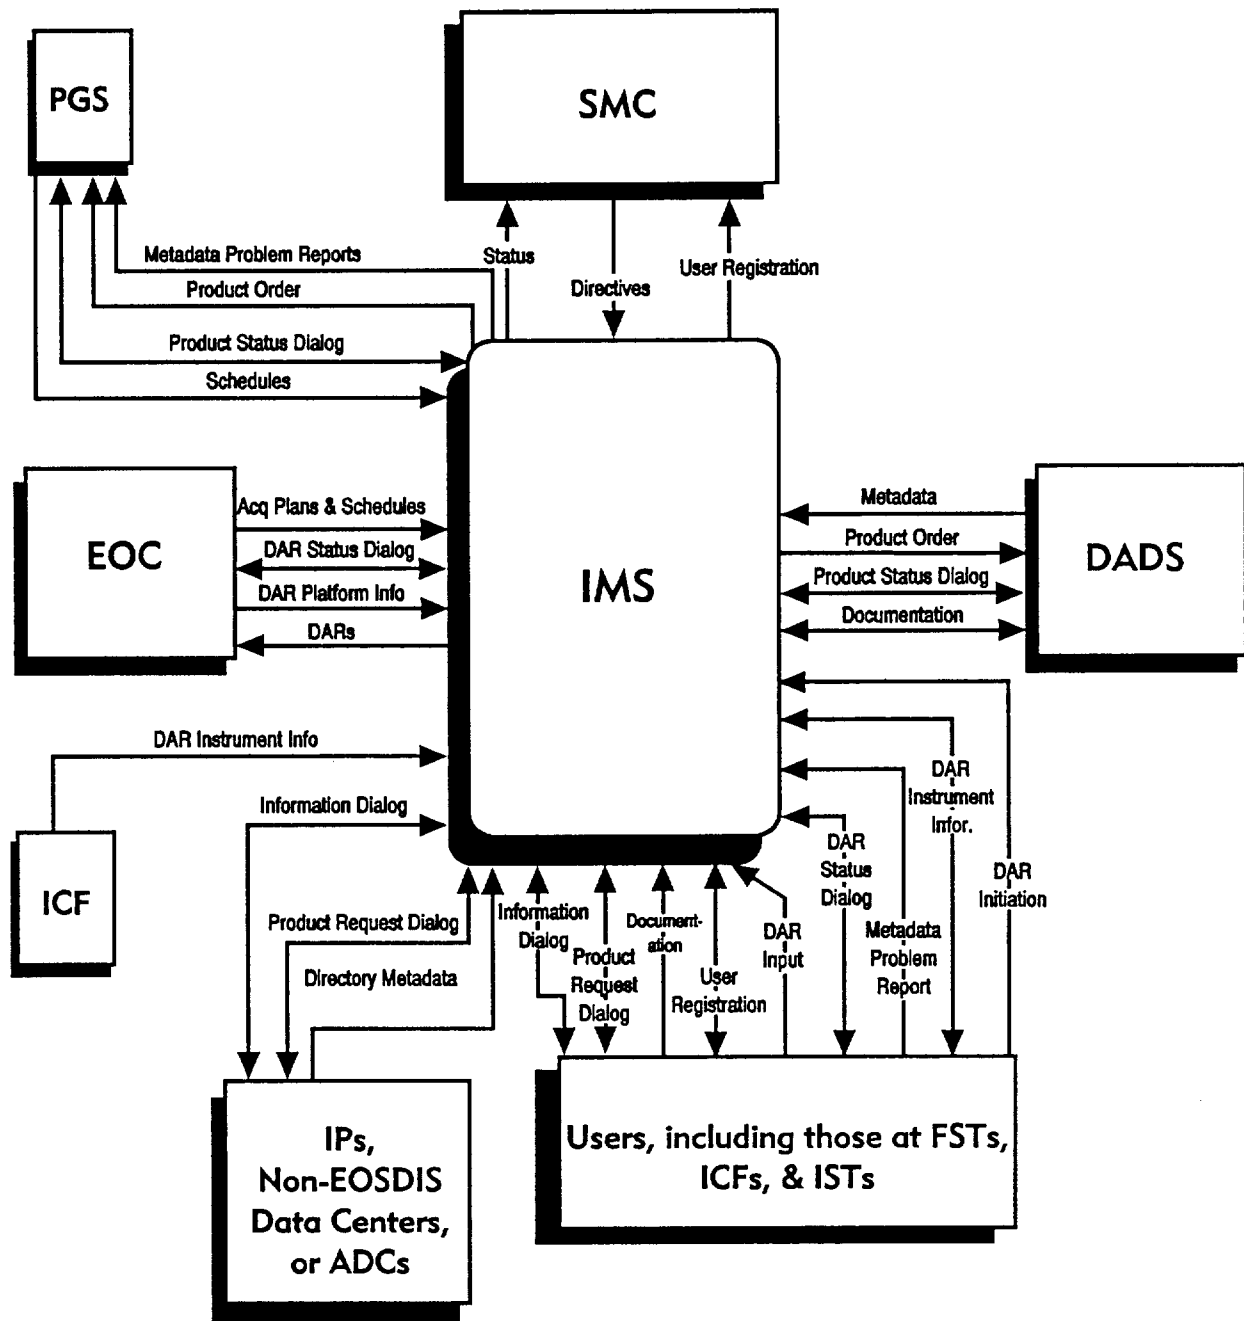 PGS
SMC
Metadata Problem Reports
Status
User Registration
Product Order
Directives
Product Status Dialog
Schedules
EOC
Acq Plans & Schedules
DAR Status Dialog
DAR Platform Info
DARs
IMS
Metadata
Product Order
Product Status Dialog
Documentation
DADS
DAR Instrument Info
Information Dialog
ICF
Product Request Dialog
Directory Metadata
Information
Dialog
Product
Request
Dialog
Document-
ation
User
Registration
DAR
Input
DAR
Status
Dialog
Metadata
Problem
Report
DAR
Instrument
Infor.
DAR
Initiation
IPs,
Non-EOSDIS
Data Centers,
or ADCs
Users, including those at FSTs,
ICFs, & ISTs